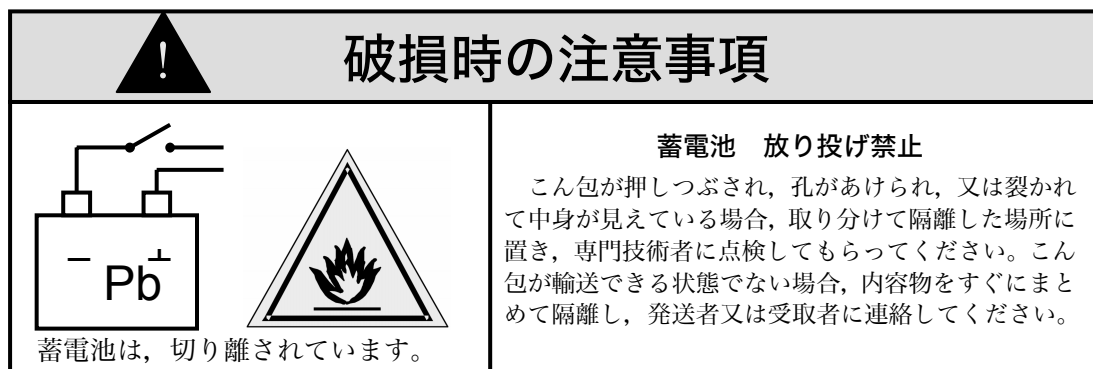 !
破損時の注意事項
− +
Pb
蓄電池は，切り離されています。
蓄電池　放り投げ禁止
こん包が押しつぶされ，孔があけられ，又は裂かれ
て中身が見えている場合，取り分けて隔離した場所に
置き，専門技術者に点検してもらってください。こん
包が輸送できる状態でない場合，内容物をすぐにまと
めて隔離し，発送者又は受取者に連絡してください。